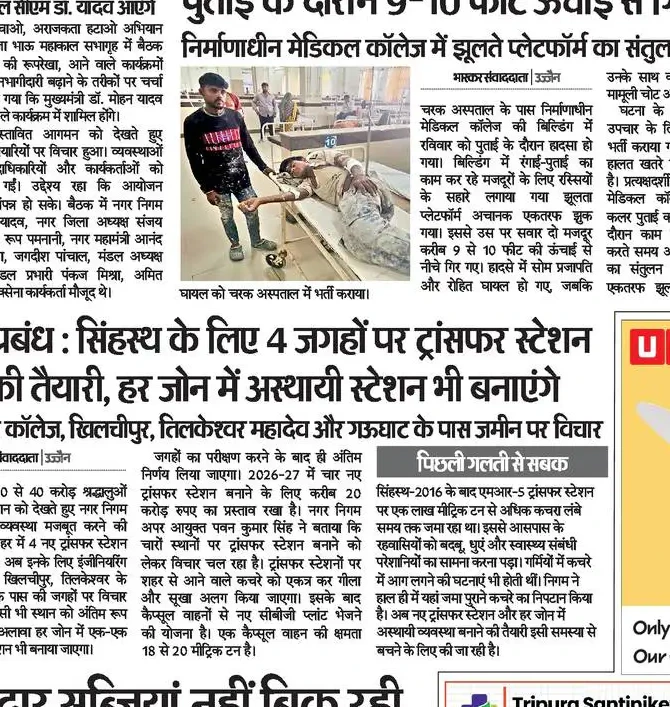 ल सीएम डॉ. यादव आएंगे
चाओ, अराजकता हटाओ अभियान
ना भाऊ महाकाल सभागृह में बैठक
की रूपरेखा, आने वाले कार्यक्रमों
नभागीदारी बढ़ाने के तरीकों पर चर्चा
गया कि मुख्यमंत्री डॉ. मोहन यादव
ले कार्यक्रम में शामिल होंगे।
स्तावित आगमन को देखते हुए
यारियों पर विचार हुआ। व्यवस्थाओं
धिकारियों और कार्यकर्ताओं को
गईं। उद्देश्य रहा कि आयोजन
फल हो सके। बैठक में नगर निगम
यादव, नगर जिला अध्यक्ष संजय
रूप पमनानी, नगर महामंत्री आनंद
ा, जगदीश पांचाल, मंडल अध्यक्ष
डल प्रभारी पंकज मिश्रा, अमित
क्सेना कार्यकर्ता मौजूद थे।
पुताई के दौरान 9-10 फीट ऊंचाई से
निर्माणाधीन मेडिकल कॉलेज में झूलते प्लेटफॉर्म का संतुल
10
घायल को चरक अस्पताल में भर्ती कराया।
भास्कर संवाददाता | उज्जैन
चरक अस्पताल के पास निर्माणाधीन
मेडिकल कॉलेज की बिल्डिंग में
रविवार को पुताई के दौरान हादसा हो
गया। बिल्डिंग में रंगाई-पुताई का
काम कर रहे मजदूरों के लिए रस्सियों
के सहारे लगाया गया झूलता
प्लेटफॉर्म अचानक एकतरफ झुक
गया। इससे उस पर सवार दो मजदूर
करीब 9 से 10 फीट की ऊंचाई से
नीचे गिर गए। हादसे में सोम प्रजापति
और रोहित घायल हो गए, जबकि
उनके साथ क
मामूली चोट अ
घटना के
उपचार के लि
भर्ती कराया ग
हालत खतरे
है। प्रत्यक्षदर्शी
मेडिकल कॉ
कलर पुताई क
दौरान काम
करते समय अ
का संतुलन
एकतरफ झूल
प्रबंध : सिंहस्थ के लिए 4 जगहों पर ट्रांसफर स्टेशन
की तैयारी, हर जोन में अस्थायी स्टेशन भी बनाएंगे
कॉलेज, खिलचीपुर, तिलकेश्वर महादेव और गऊघाट के पास जमीन पर विचार
वाददाता | उज्जैन
0 से 40 करोड़ श्रद्धालुओं
न को देखते हुए नगर निगम
व्यवस्था मजबूत करने की
हर में 4 नए ट्रांसफर स्टेशन
अब इनके लिए इंजीनियरिंग
खिलचीपुर, तिलकेश्वर के
पास की जगहों पर विचार
सी भी स्थान को अंतिम रूप
अलावा हर जोन में एक-एक
शन भी बनाया जाएगा।
जगहों का परीक्षण करने के बाद ही अंतिम
निर्णय लिया जाएगा। 2026-27 में चार नए
ट्रांसफर स्टेशन बनाने के लिए करीब 20
करोड़ रुपए का प्रस्ताव रखा है। नगर निगम
अपर आयुक्त पवन कुमार सिंह ने बताया कि
चारों स्थानों पर ट्रांसफर स्टेशन बनाने को
लेकर विचार चल रहा है। ट्रांसफर स्टेशनों पर
शहर से आने वाले कचरे को एकत्र कर गीला
और सूखा अलग किया जाएगा। इसके बाद
कैप्सूल वाहनों से नए सीबीजी प्लांट भेजने
की योजना है। एक कैप्सूल वाहन की क्षमता
18 से 20 मीट्रिक टन है।
पिछली गलती से सबक
सिंहस्थ-2016 के बाद एमआर-5 ट्रांसफर स्टेशन
पर एक लाख मीट्रिक टन से अधिक कचरा लंबे
समय तक जमा रहा था। इससे आसपास के
रहवासियों को बदबू, धुएं और स्वास्थ्य संबंधी
परेशानियों का सामना करना पड़ा। गर्मियों में कचरे
में आग लगने की घटनाएं भी होती थीं। निगम ने
हाल ही में यहां जमा पुराने कचरे का निपटान किया
है। अब नए ट्रांसफर स्टेशन और हर जोन में
अस्थायी व्यवस्था बनाने की तैयारी इसी समस्या से
बचने के लिए की जा रही है।
U
Only
Our
दार सब्जियां नहीं बिक रही
Tripura Santinike